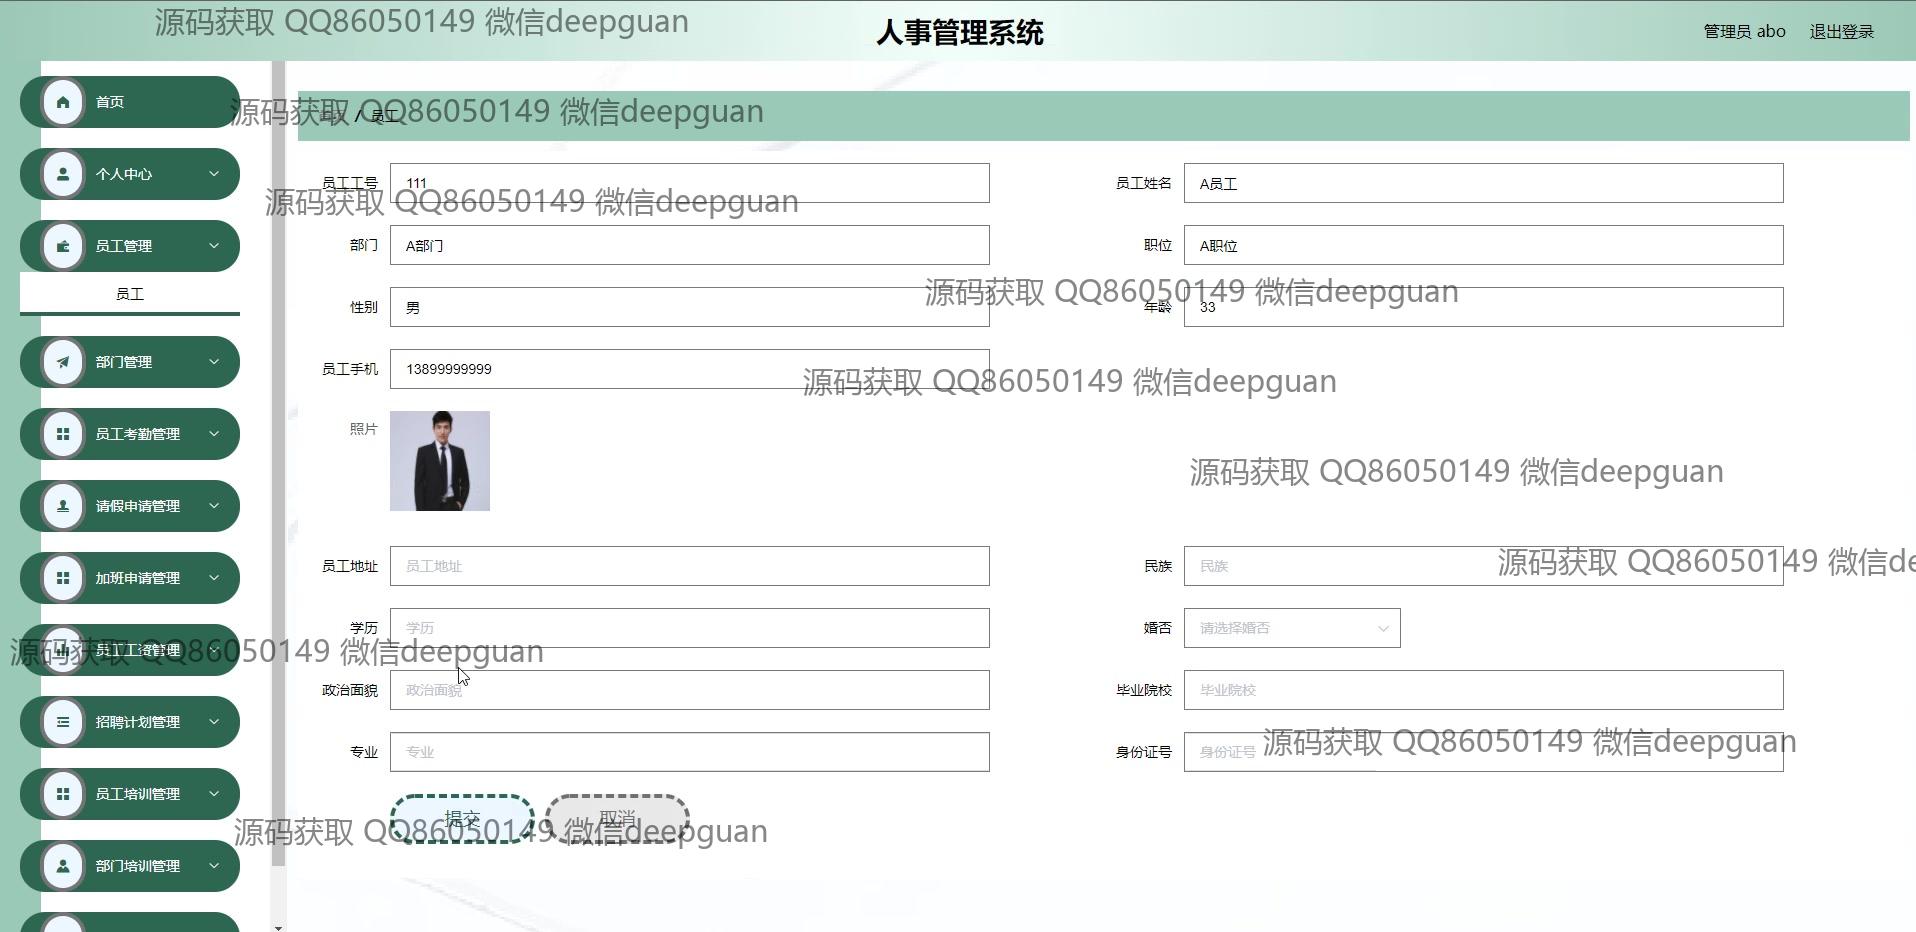 源码获取 QQ86050149 微信deepguan
人事管理系统
管理员 abo
退出登录
首页
源码获取 QQ86050149 微信deepguan
/ 员工
个人中心
员工工号
111
员工姓名
A员工
源码获取 QQ86050149 微信deepguan
员工管理
部门
A部门
职位
A职位
员工
源码获取 QQ86050149 微信deepguan
性别
男
年龄
33
部门管理
员工手机
13899999999
源码获取 QQ86050149 微信deepguan
员工考勤管理
照片
源码获取 QQ86050149 微信deepguan
请假申请管理
员工地址
员工地址
民族
民族
源码获取 QQ86050149 微信de
加班申请管理
学历
学历
婚否
请选择婚否
员工工资管理
源码获取 QQ86050149 微信deepguan
政治面貌
政治面貌
毕业院校
毕业院校
招聘计划管理
专业
专业
身份证号
身份证号
源码获取 QQ86050149 微信deepguan
员工培训管理
提交
取消
源码获取 QQ86050149 微信deepguan
部门培训管理